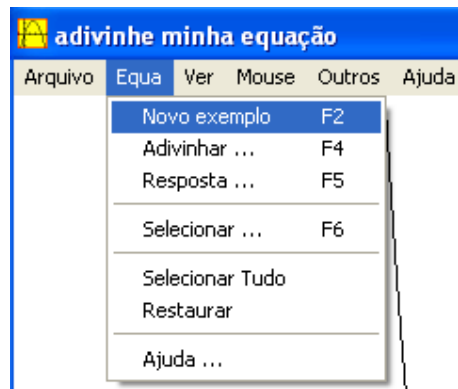 adivinhe minha equação
Arquivo Equa Ver Mouse Outros Ajuda
Novo exemplo F2
Adivinhar ... F4
Resposta ... F5
Selecionar ... F6
Selecionar Tudo
Restaurar
Ajuda ...